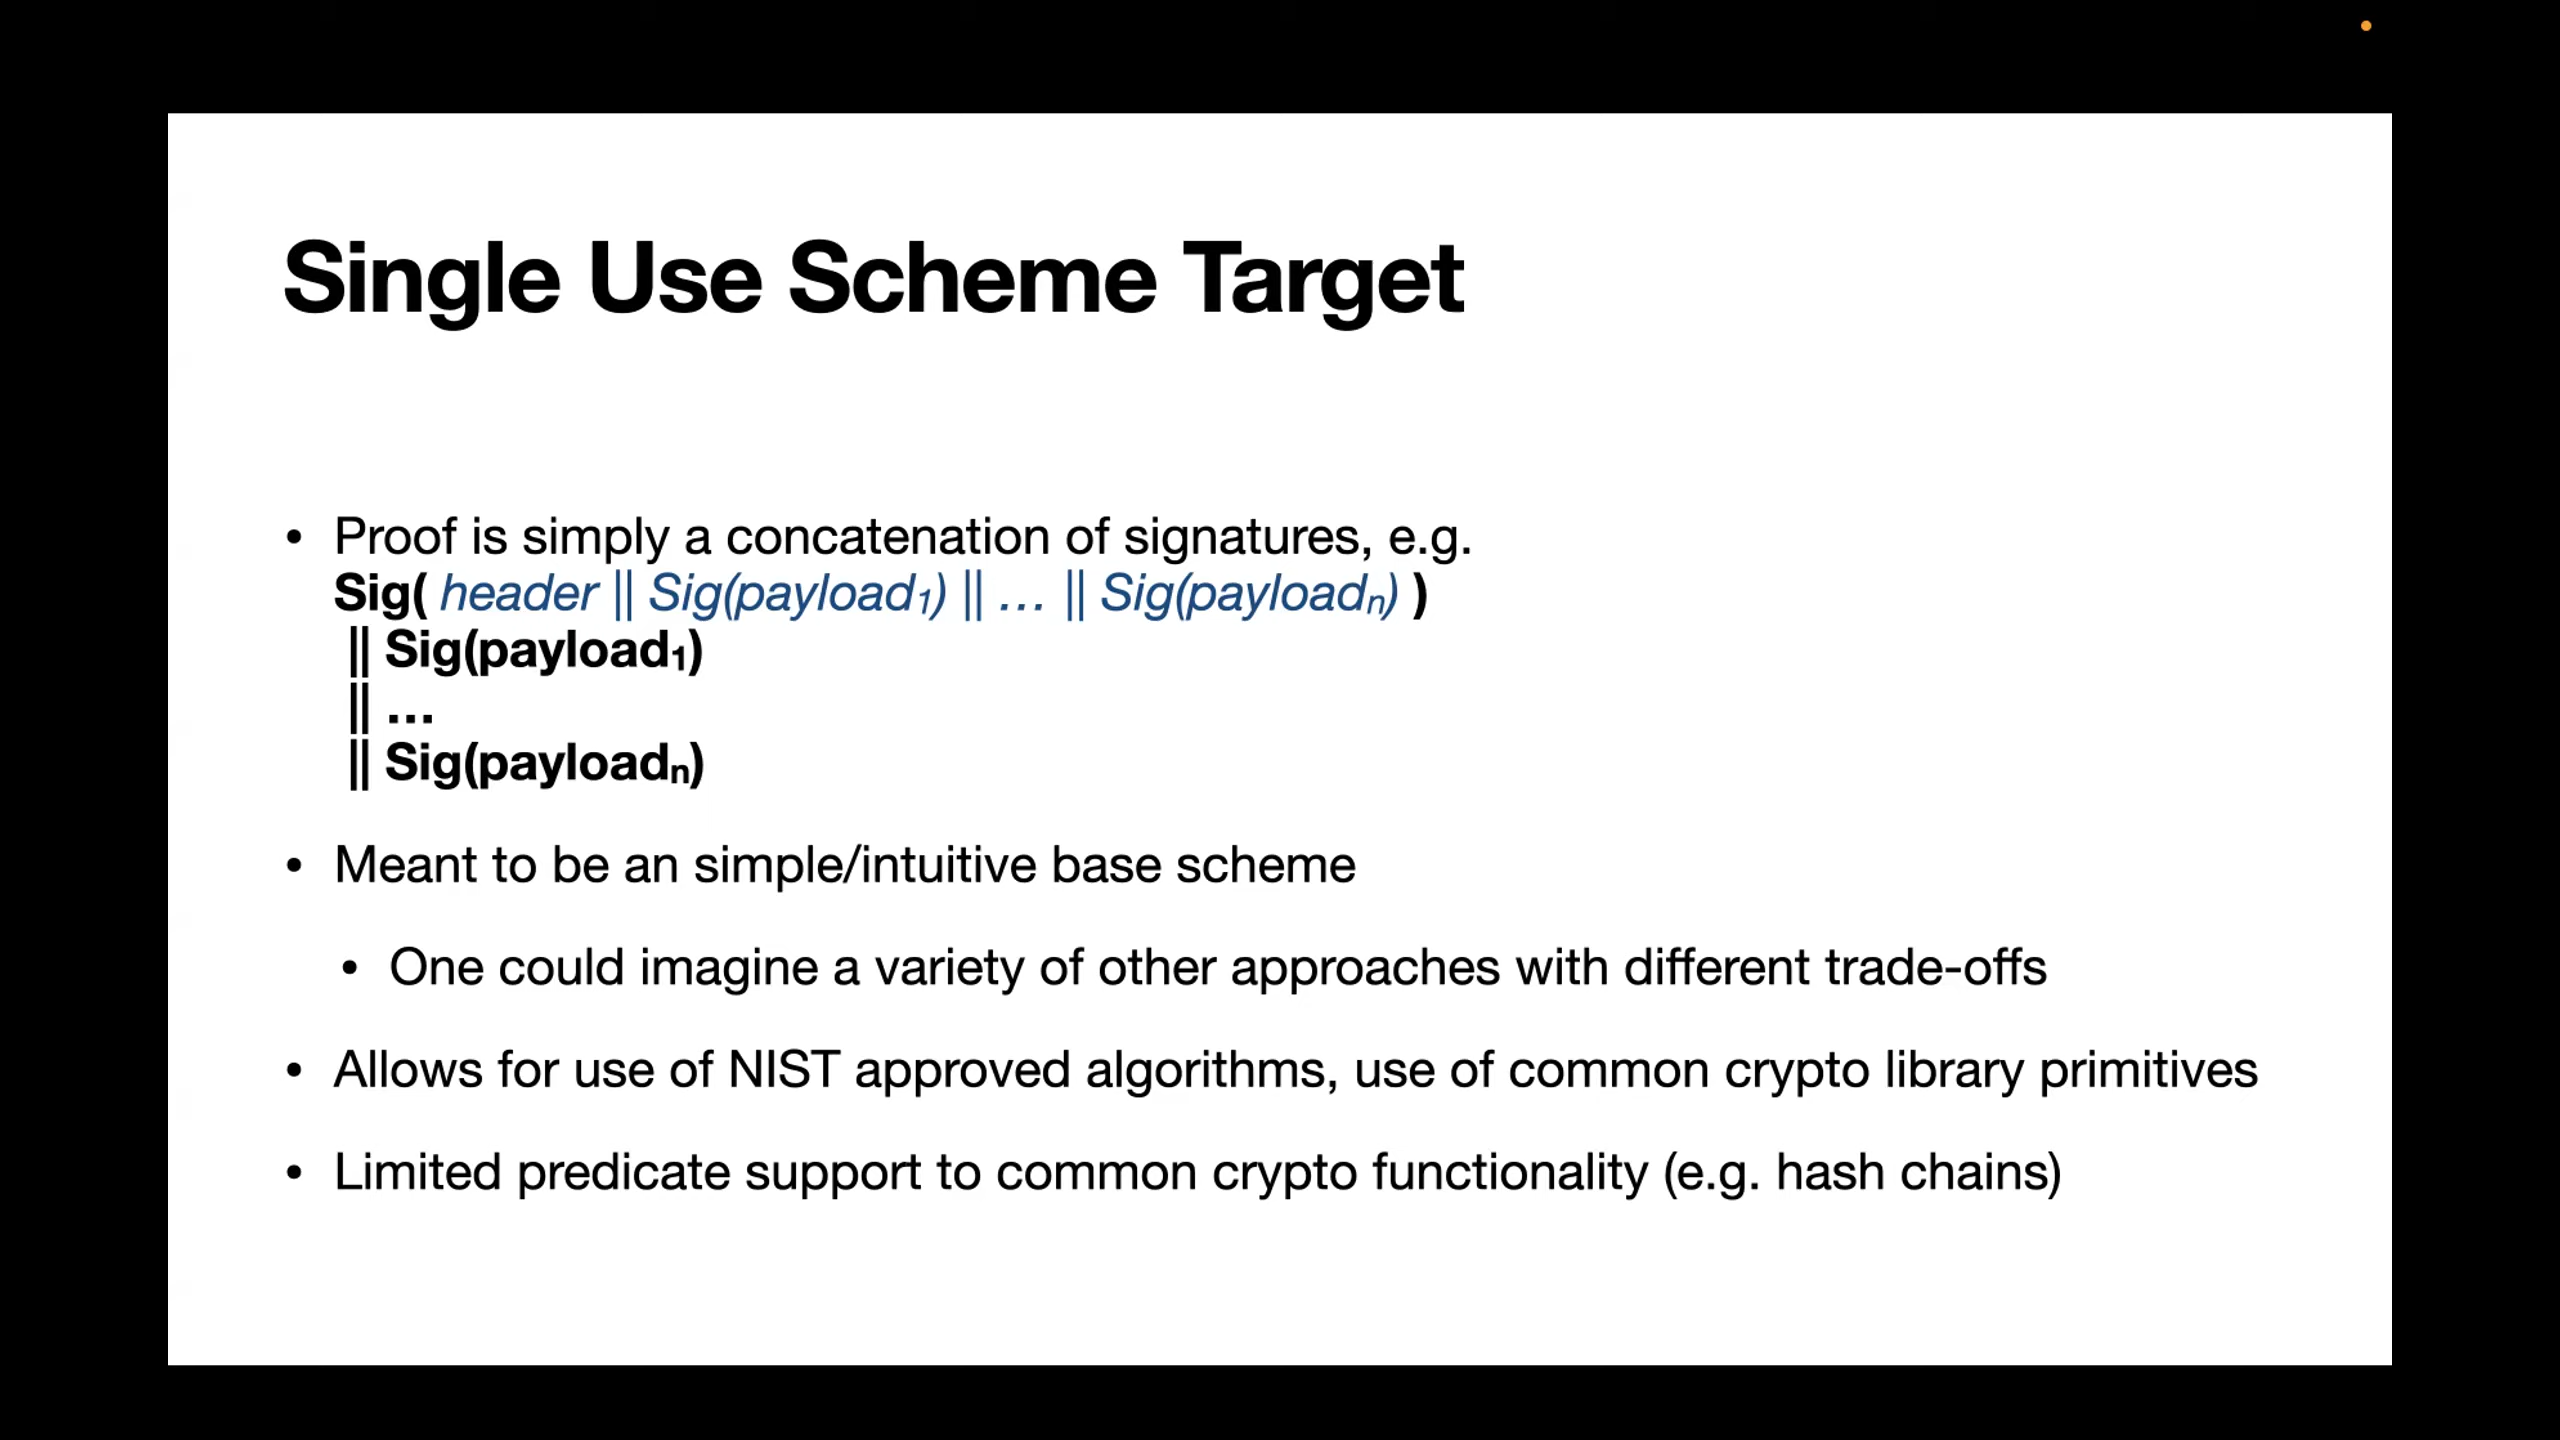 Single Use Scheme Target
• Proof is simply a concatenation of signatures, e.g.
Sig( header || Sig(payload₁) || … || Sig(payloadₙ) )
|| Sig(payload₁)
|| …
|| Sig(payloadₙ)
• Meant to be an simple/intuitive base scheme
• One could imagine a variety of other approaches with different trade-offs
• Allows for use of NIST approved algorithms, use of common crypto library primitives
• Limited predicate support to common crypto functionality (e.g. hash chains)